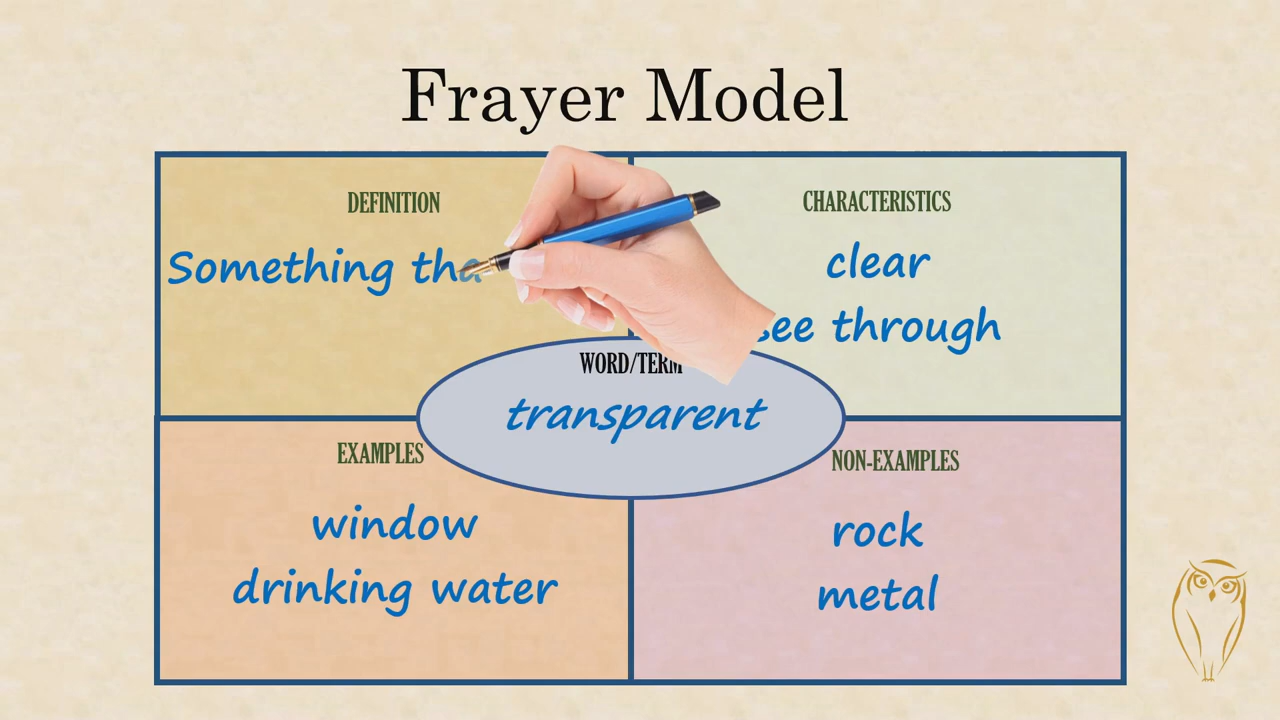 Frayer Model
DEFINITION
Something tha
CHARACTERISTICS
clear
see through
WORD/TERM
transparent
EXAMPLES
window
drinking water
NON-EXAMPLES
rock
metal